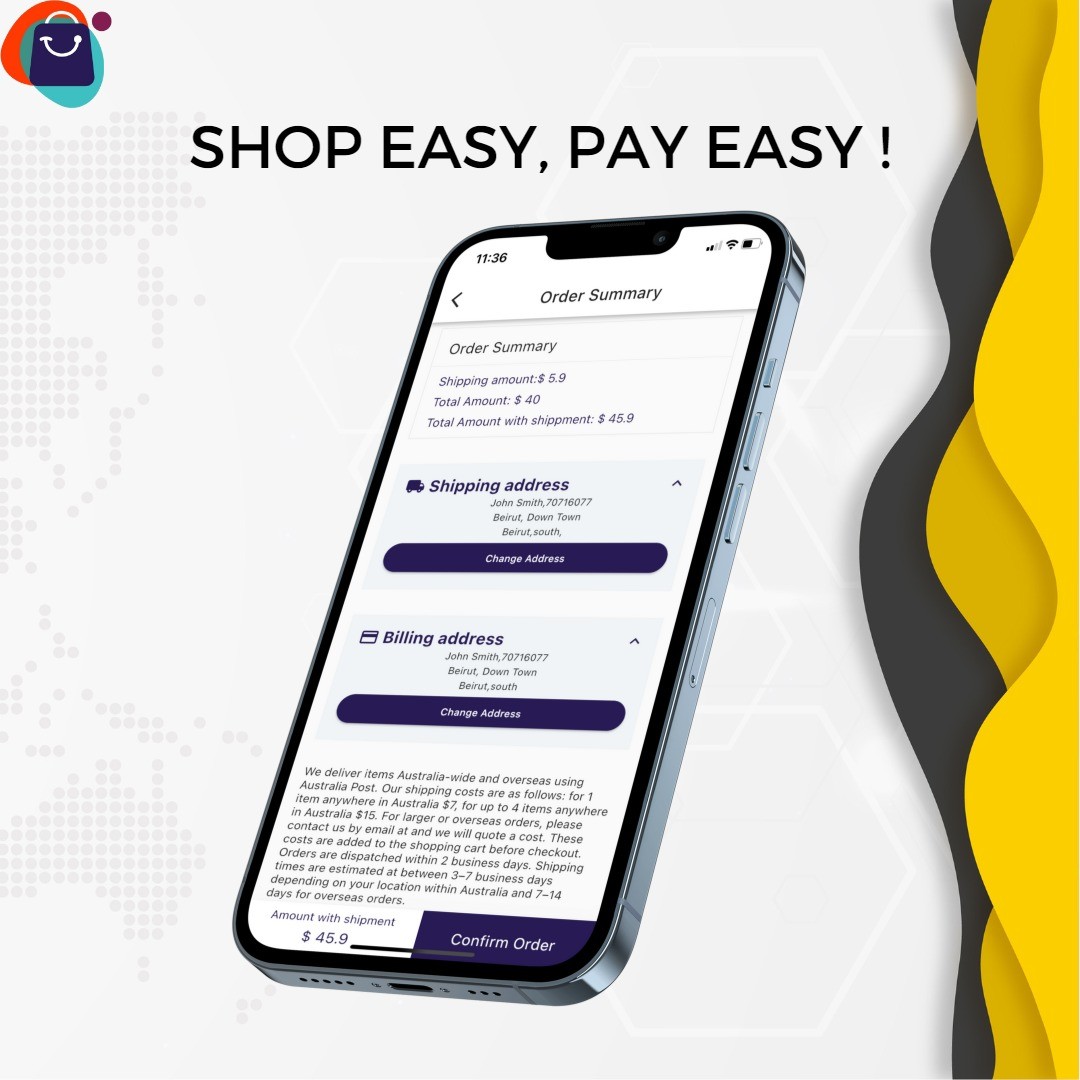 SHOP EASY, PAY EASY !
11:36
Order Summary
Order Summary
Shipping amount:$ 5.9
Total Amount: $ 40
Total Amount with shippment: $ 45.9
Shipping address
John Smith,70716077
Beirut, Down Town
Beirut,south,
Change Address
Billing address
John Smith,70716077
Beirut, Down Town
Beirut,south
Change Address
We deliver items Australia-wide and overseas using
Australia Post. Our shipping costs are as follows: for 1
item anywhere in Australia $7, for up to 4 items anywhere
in Australia $15. For larger or overseas orders, please
contact us by email at and we will quote a cost. These
costs are added to the shopping cart before checkout.
Orders are dispatched within 2 business days. Shipping
times are estimated at between 3–7 business days
depending on your location within Australia and 7–14
days for overseas orders.
Amount with shipment
$ 45.9
Confirm Order